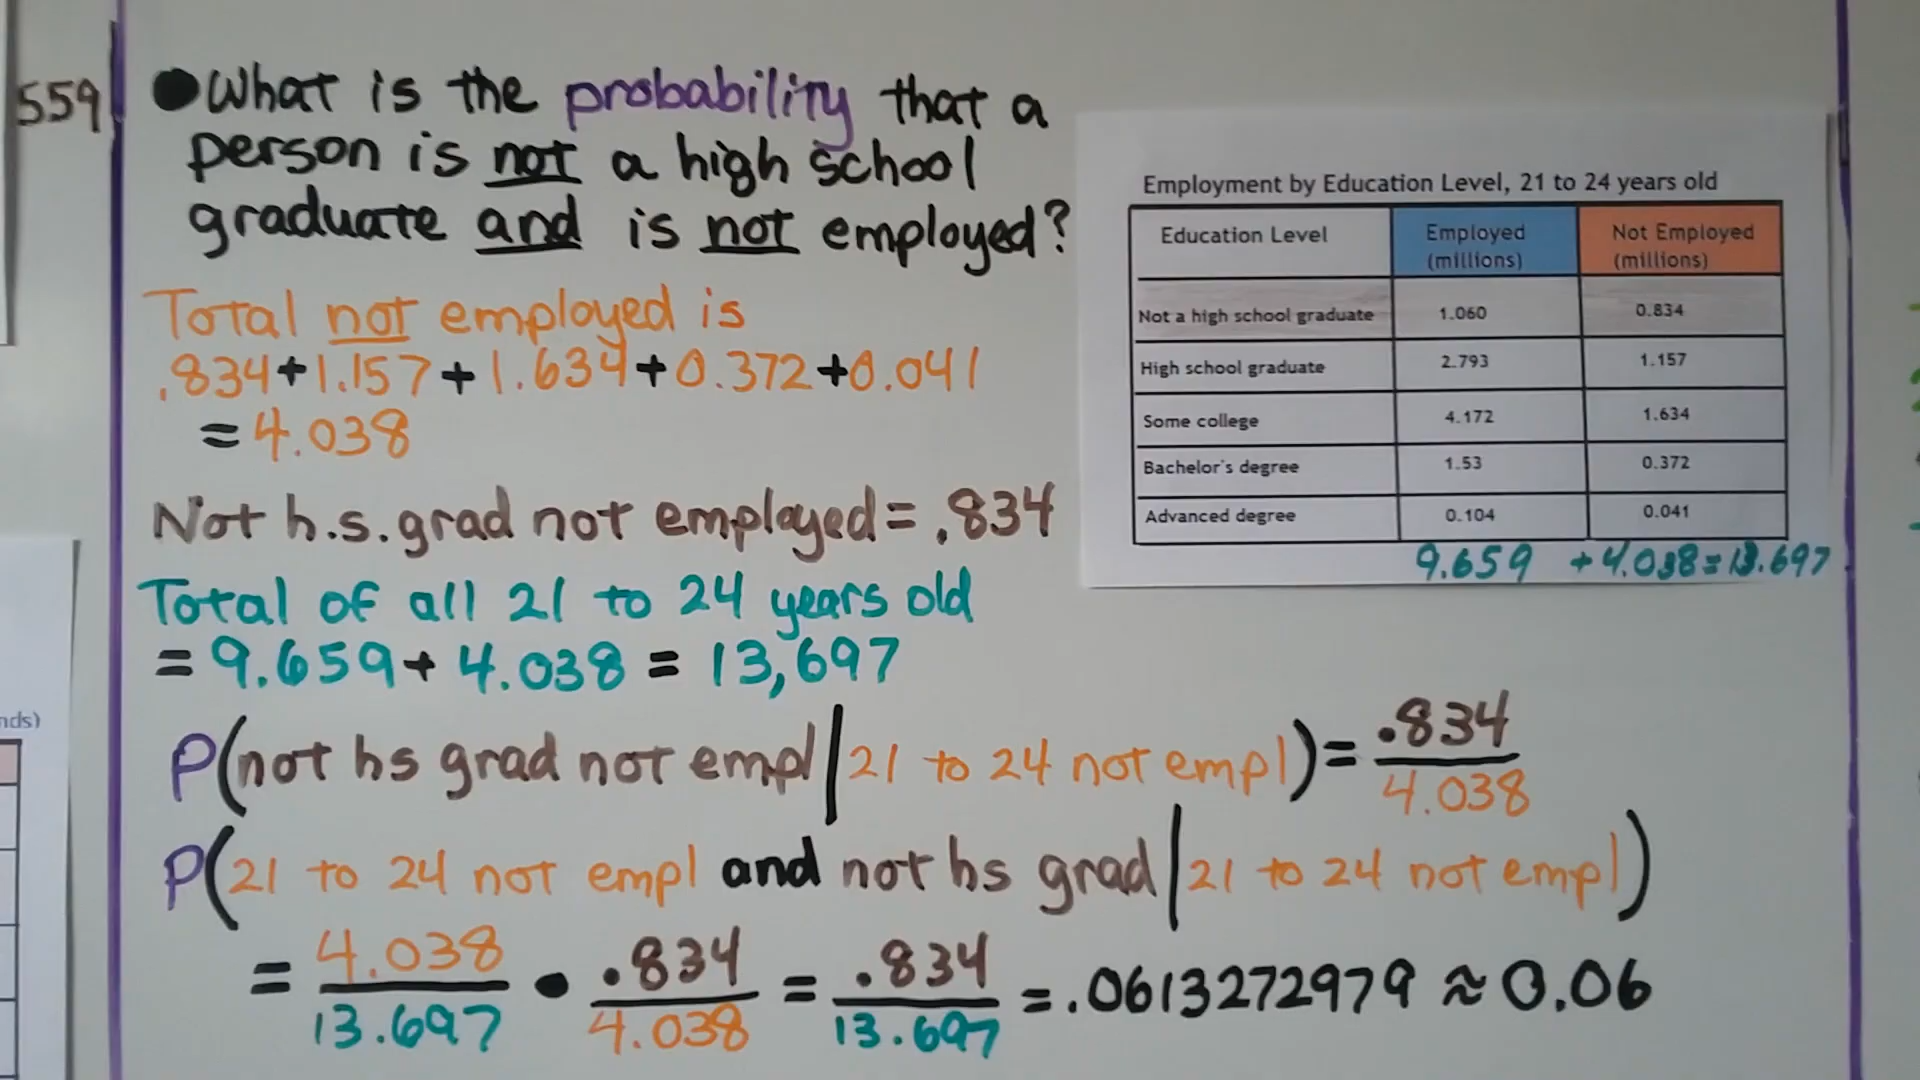 559
●What is the probability that a
person is not a high school
graduate and is not employed?
Total not employed is
.834+1.157+1.634+0.372+0.041
=4.038
Not h.s. grad not employed = .834
Total of all 21 to 24 years old
= 9.659+ 4.038 = 13,697
P(not hs grad not empl|21 to 24 not empl)= .834/4.038
P(21 to 24 not empl and not hs grad|21 to 24 not empl)
= 4.038/13.697 • .834/4.038 = .834/13.697 = .0613272979 ≈ 0.06
Employment by Education Level, 21 to 24 years old
Education Level Employed (millions) Not Employed (millions)
Not a high school graduate 1.060 0.834
High school graduate 2.793 1.157
Some college 4.172 1.634
Bachelor's degree 1.53 0.372
Advanced degree 0.104 0.041
9.659 +4.038=13.697
nds)